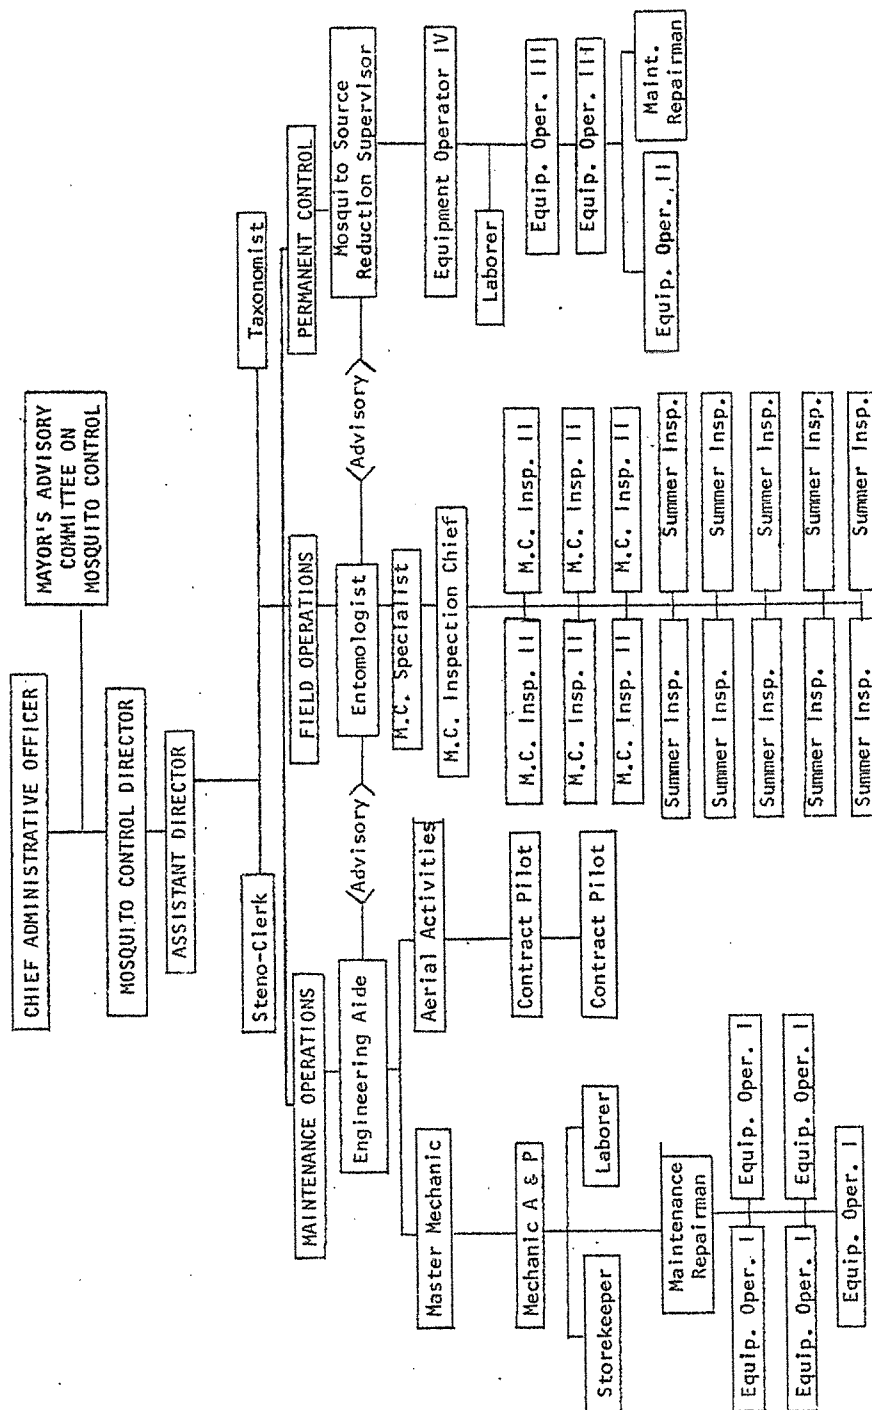 CHIEF ADMINISTRATIVE OFFICER
MAYOR'S ADVISORY
COMMITTEE ON
MOSQUITO CONTROL
MOSQUITO CONTROL DIRECTOR
ASSISTANT DIRECTOR
Steno-Clerk
Taxonomist
MAINTENANCE OPERATIONS
FIELD OPERATIONS
PERMANENT CONTROL
Engineering Aide
<Advisory>
Entomologist
<Advisory>
Mosquito Source
Reduction Supervisor
Master Mechanic
Aerial Activities
M.C. Specialist
M.C. Inspection Chief
Equipment Operator IV
Laborer
Mechanic A & P
Contract Pilot
Contract Pilot
Storekeeper
Laborer
Maintenance
Repairman
Equip. Oper. I
Equip. Oper. I
Equip. Oper. I
Equip. Oper. I
Equip. Oper. I
M.C. Insp. II
M.C. Insp. II
M.C. Insp. II
M.C. Insp. II
M.C. Insp. II
M.C. Insp. II
Summer Insp.
Summer Insp.
Summer Insp.
Summer Insp.
Summer Insp.
Summer Insp.
Summer Insp.
Summer Insp.
Summer Insp.
Summer Insp.
Equip. Oper. III
Equip. Oper. III
Equip. Oper. II
Maint.
Repairman